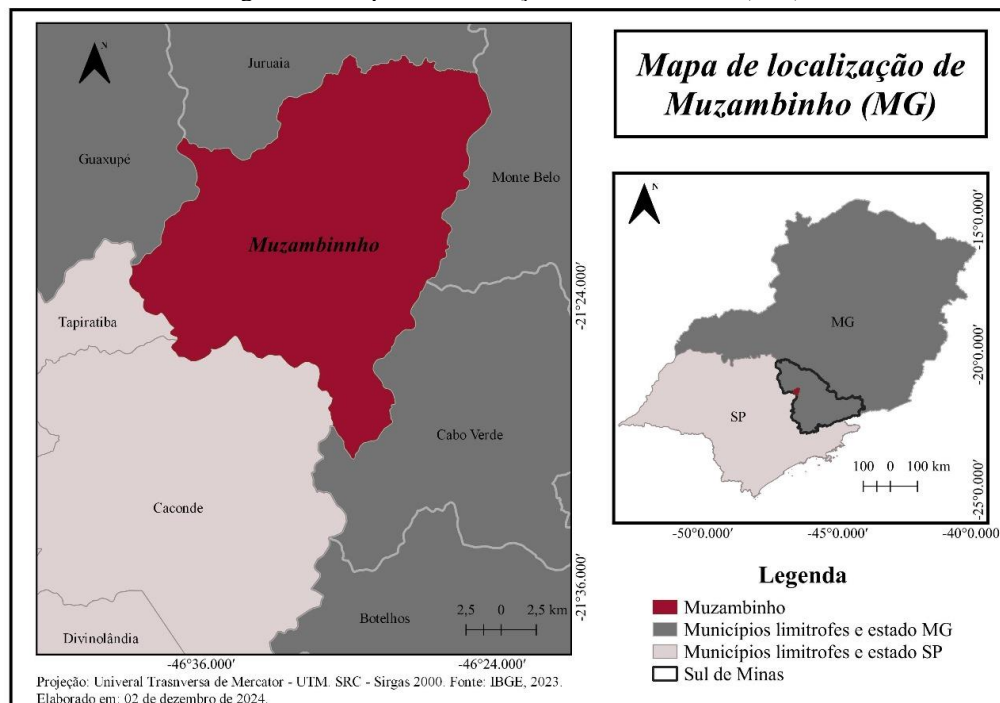 N
Juruaia
Guaxupé
Monte Belo
Muzambinnho
Tapiratiba
Cabo Verde
Caconde
Botelhos
Divinolândia
2,5 0 2,5 km
-21°24.000'
-21°36.000'
-46°36.000'
-46°24.000'
Projeção: Univeral Trasnversa de Mercator - UTM. SRC - Sirgas 2000. Fonte: IBGE, 2023.
Elaborado em: 02 de dezembro de 2024.
Mapa de localização de
Muzambinho (MG)
N
MG
SP
100 0 100 km
-15°0.000'
-20°0.000'
-25°0.000'
-50°0.000'
-45°0.000'
-40°0.000'
Legenda
Muzambinho
Municípios limitrofes e estado MG
Municípios limitrofes e estado SP
Sul de Minas